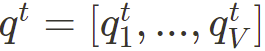 q^t = [q_1^t, ..., q_V^t]